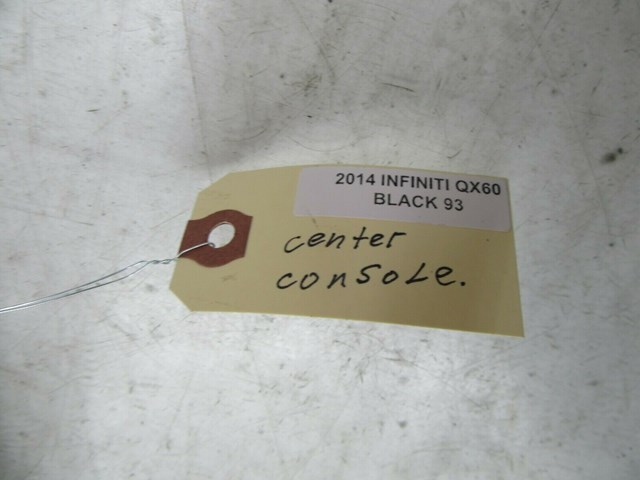 2014 INFINITI QX60
BLACK 93
center
console.